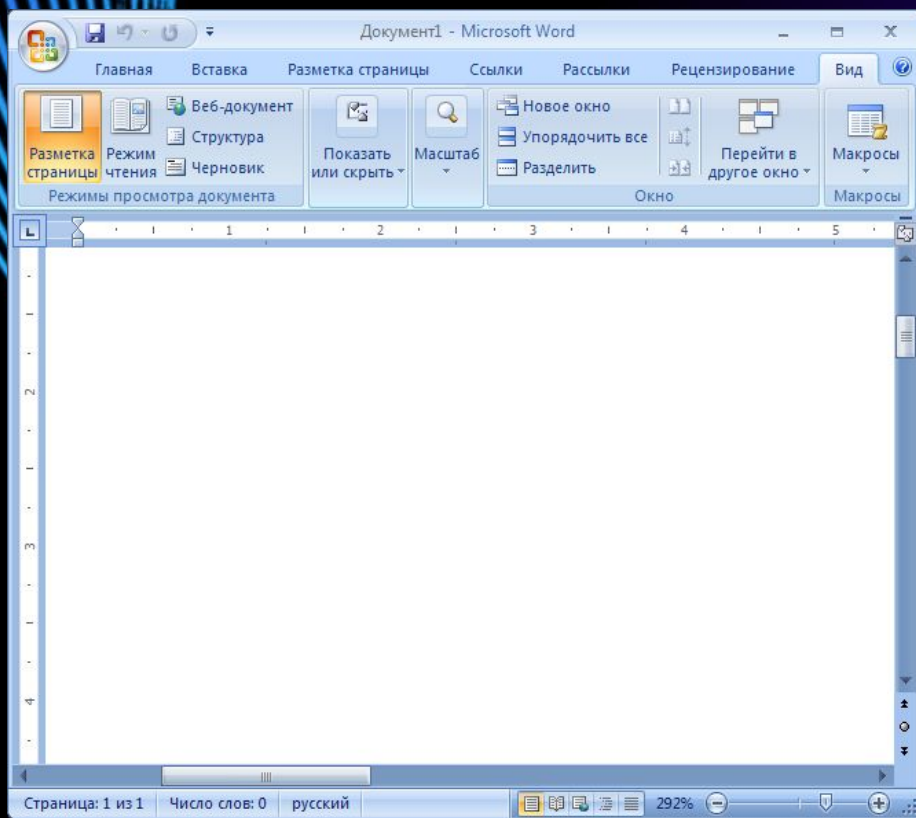 Документ1 - Microsoft Word
Главная Вставка Разметка страницы Ссылки Рассылки Рецензирование Вид
Разметка страницы
Режим чтения
Веб-документ
Структура
Черновик
Показать или скрыть
Масштаб
Новое окно
Упорядочить все
Разделить
Перейти в другое окно
Макросы
Режимы просмотра документа
Окно
Макросы
L
1 2 3 4 5
2
3
4
Страница: 1 из 1 Число слов: 0 русский 292%